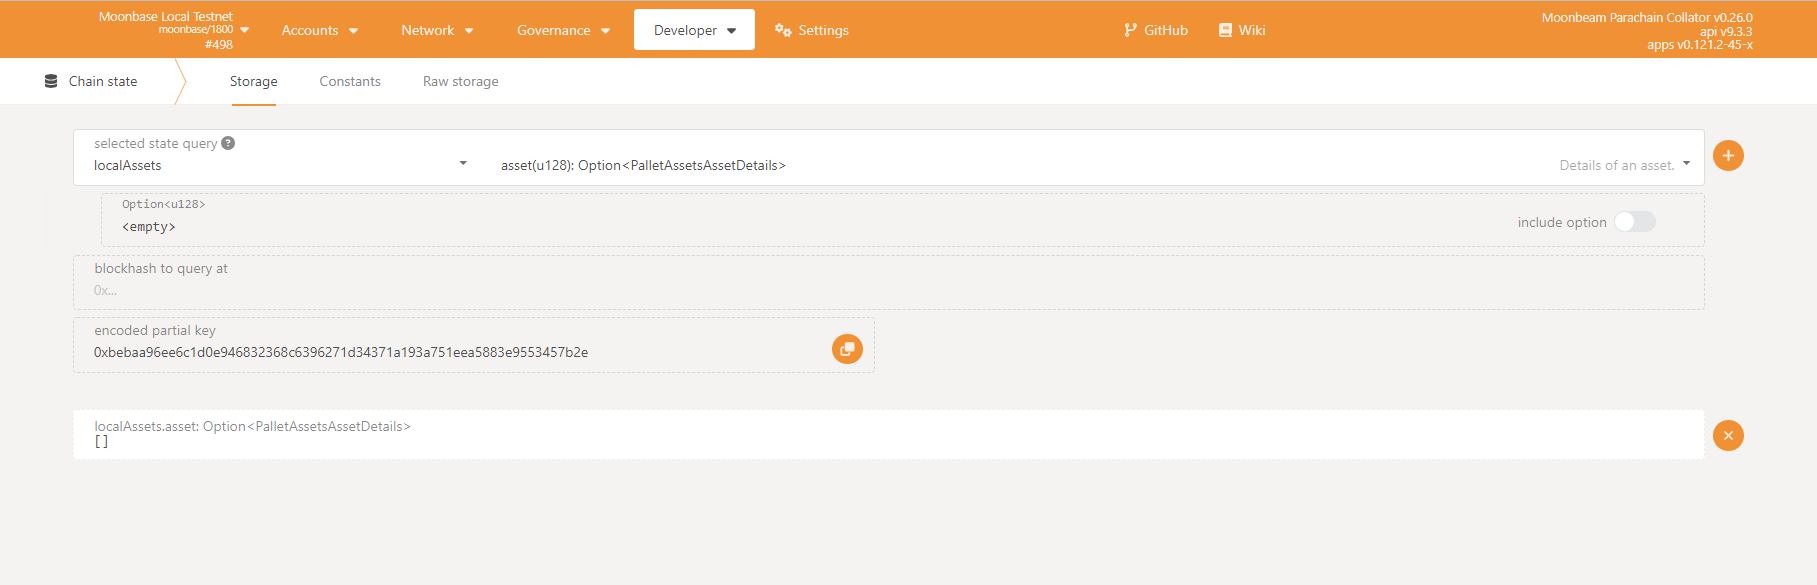 Moonbase Local Testnet
moonbase/1800
#498
Accounts
Network
Governance
Developer
Settings
GitHub
Wiki
Moonbeam Parachain Collator v0.26.0
api v9.3.3
apps v0.121.2-45-x
Chain state
Storage
Constants
Raw storage
selected state query ?
localAssets
asset(u128): Option<PalletAssetsAssetDetails>
Details of an asset.
Option<u128>
<empty>
include option
blockhash to query at
0x...
encoded partial key
0xbebaa96ee6c1d0e946832368c6396271d34371a193a751eea5883e9553457b2e
localAssets.asset: Option<PalletAssetsAssetDetails>
[]